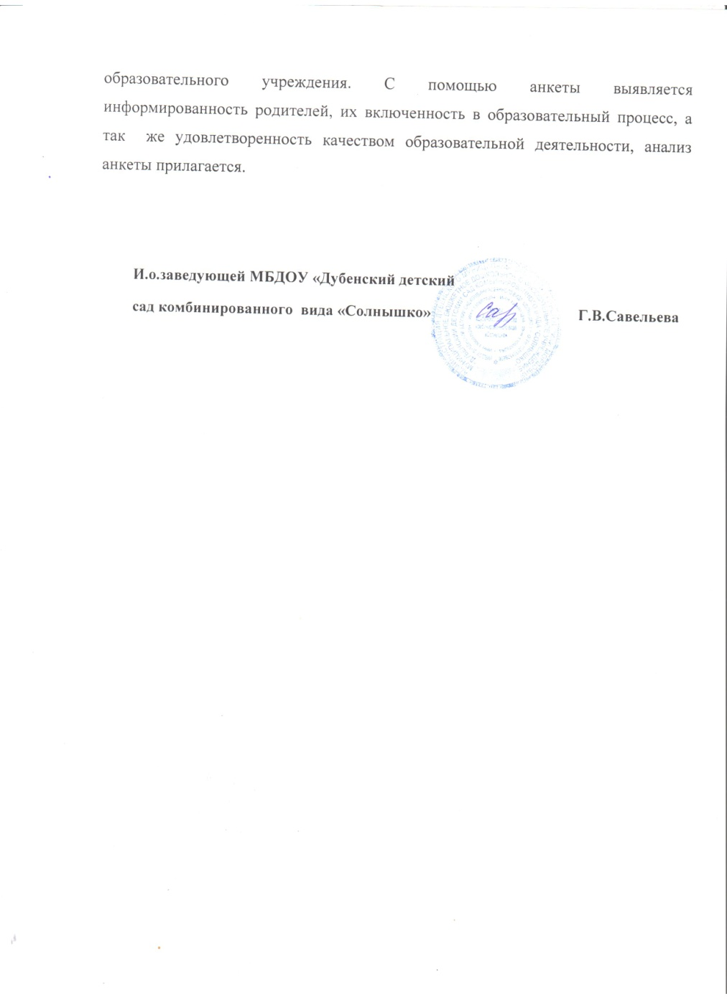 образовательного учреждения. С помощью анкеты выявляется
информированность родителей, их включенность в образовательный процесс, а
так же удовлетворенность качеством образовательной деятельности, анализ
анкеты прилагается.
И.о.заведующей МБДОУ «Дубенский детский
сад комбинированного вида «Солнышко»
Г.В.Савельева